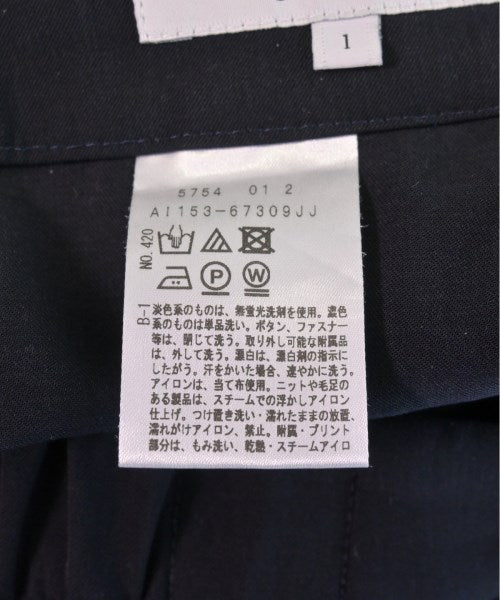 1
5754 01 2
AI153-67309JJ
NO.420
P
W
B-1
淡色系のものは、無蛍光洗剤を使用。濃色
系のものは単品洗い。ボタン、ファスナー
等は、閉じて洗う。取り外し可能な附属品
は、外して洗う。漂白は、漂白剤の指示に
したがう。汗をかいた場合、速やかに洗う。
アイロンは、当て布使用。ニットや毛足の
ある製品は、スチームでの浮かしアイロン
仕上げ。つけ置き洗い・濡れたままの放置、
濡れがけアイロン、禁止。附属・プリント
部分は、もみ洗い、乾熱・スチームアイロ